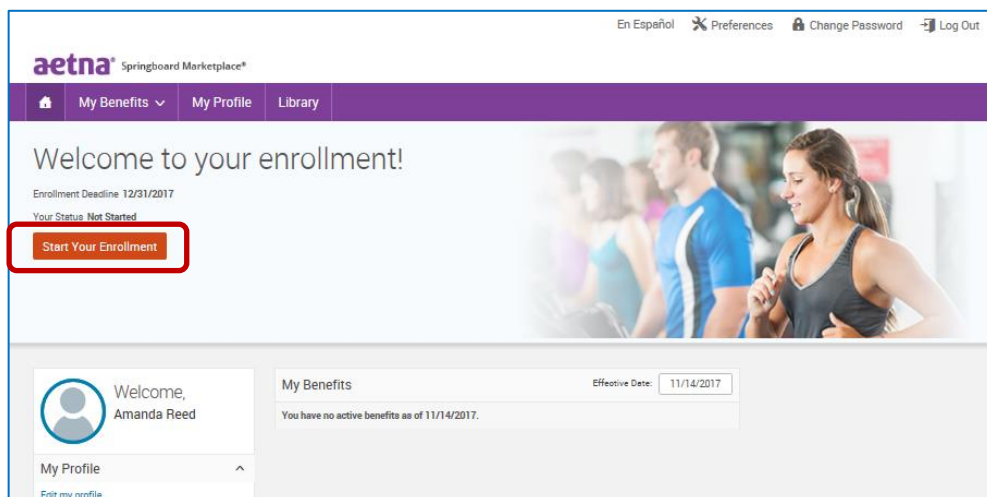 En Español Preferences Change Password Log Out
aetna® Springboard Marketplace®
My Benefits My Profile Library
Welcome to your enrollment!
Enrollment Deadline 12/31/2017
Your Status Not Started
Start Your Enrollment
Welcome,
Amanda Reed
My Profile
Edit my profile
My Benefits Effective Date: 11/14/2017
You have no active benefits as of 11/14/2017.